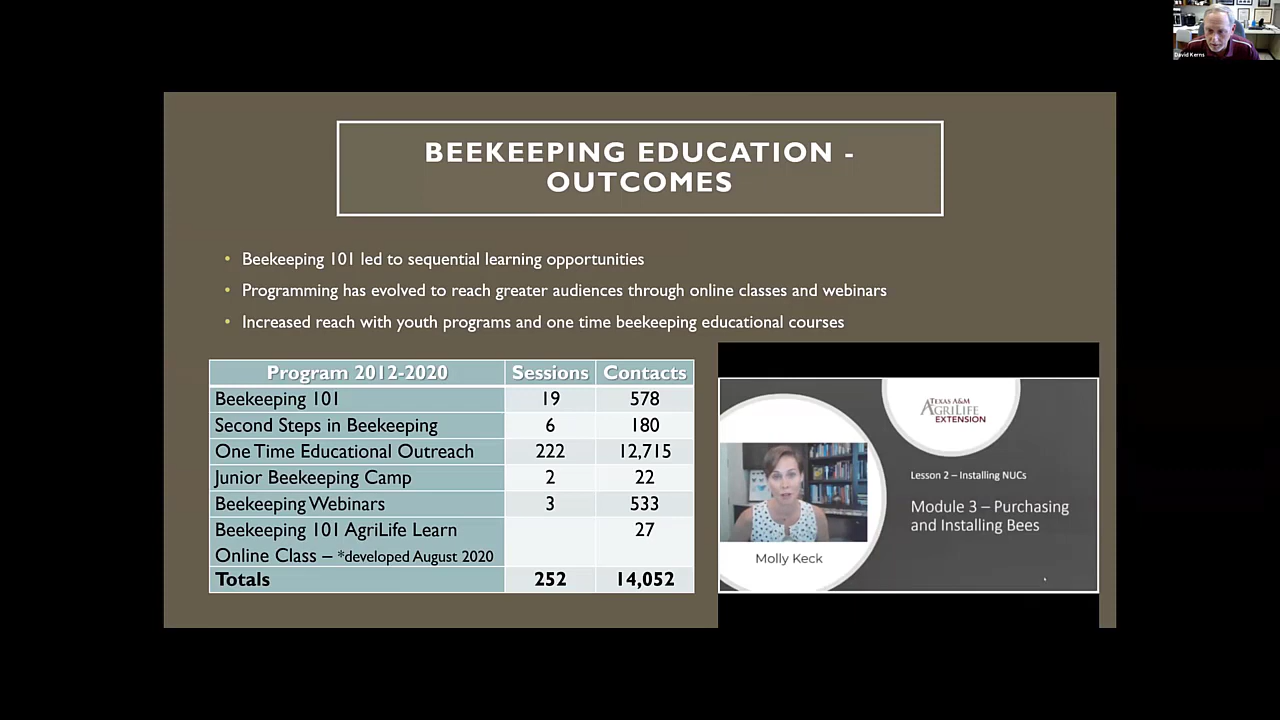 David Kerns
BEEKEEPING EDUCATION -
OUTCOMES
• Beekeeping 101 led to sequential learning opportunities
• Programming has evolved to reach greater audiences through online classes and webinars
• Increased reach with youth programs and one time beekeeping educational courses
Program 2012-2020 Sessions Contacts
Beekeeping 101 19 578
Second Steps in Beekeeping 6 180
One Time Educational Outreach 222 12,715
Junior Beekeeping Camp 2 22
Beekeeping Webinars 3 533
Beekeeping 101 AgriLife Learn 27
Online Class – *developed August 2020
Totals 252 14,052
TEXAS A&M
AGRILIFE
EXTENSION
Lesson 2 – Installing NUCs
Module 3 – Purchasing
and Installing Bees
Molly Keck